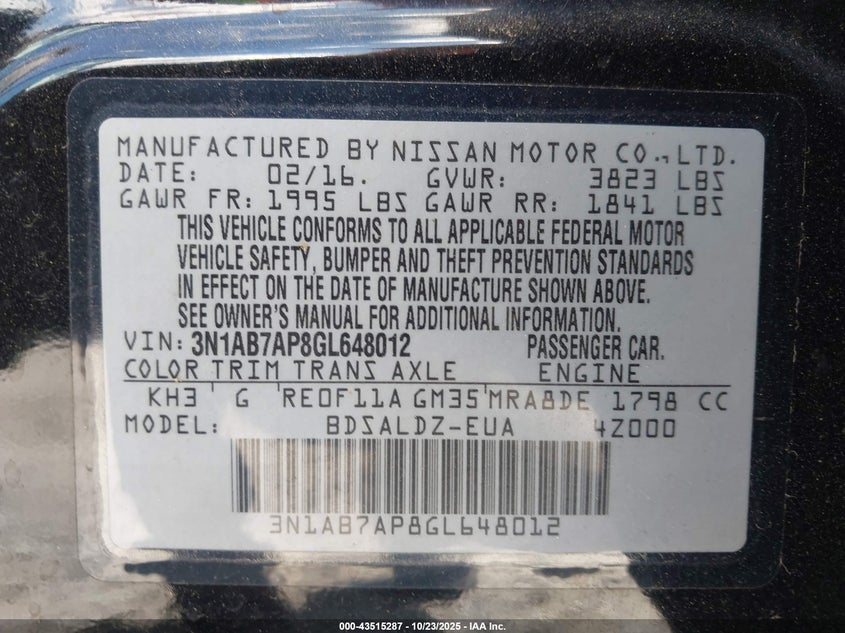 MANUFACTURED BY NISSAN MOTOR CO.,LTD.
DATE: 02/16. GVWR: 3823 LBS
GAWR FR: 1995 LBS GAWR RR: 1841 LBS
THIS VEHICLE CONFORMS TO ALL APPLICABLE FEDERAL MOTOR
VEHICLE SAFETY, BUMPER AND THEFT PREVENTION STANDARDS
IN EFFECT ON THE DATE OF MANUFACTURE SHOWN ABOVE.
SEE OWNER'S MANUAL FOR ADDITIONAL INFORMATION.
VIN: 3N1AB7AP8GL648012 PASSENGER CAR.
COLOR TRIM TRANS AXLE ENGINE
KH3 G RE0F11A GM35 MRA8DE 1798 CC
MODEL: BDSALDZ-EUA 4Z000
3N1AB7AP8GL648012
000-43515287 - 10/23/2025 - IAA Inc.